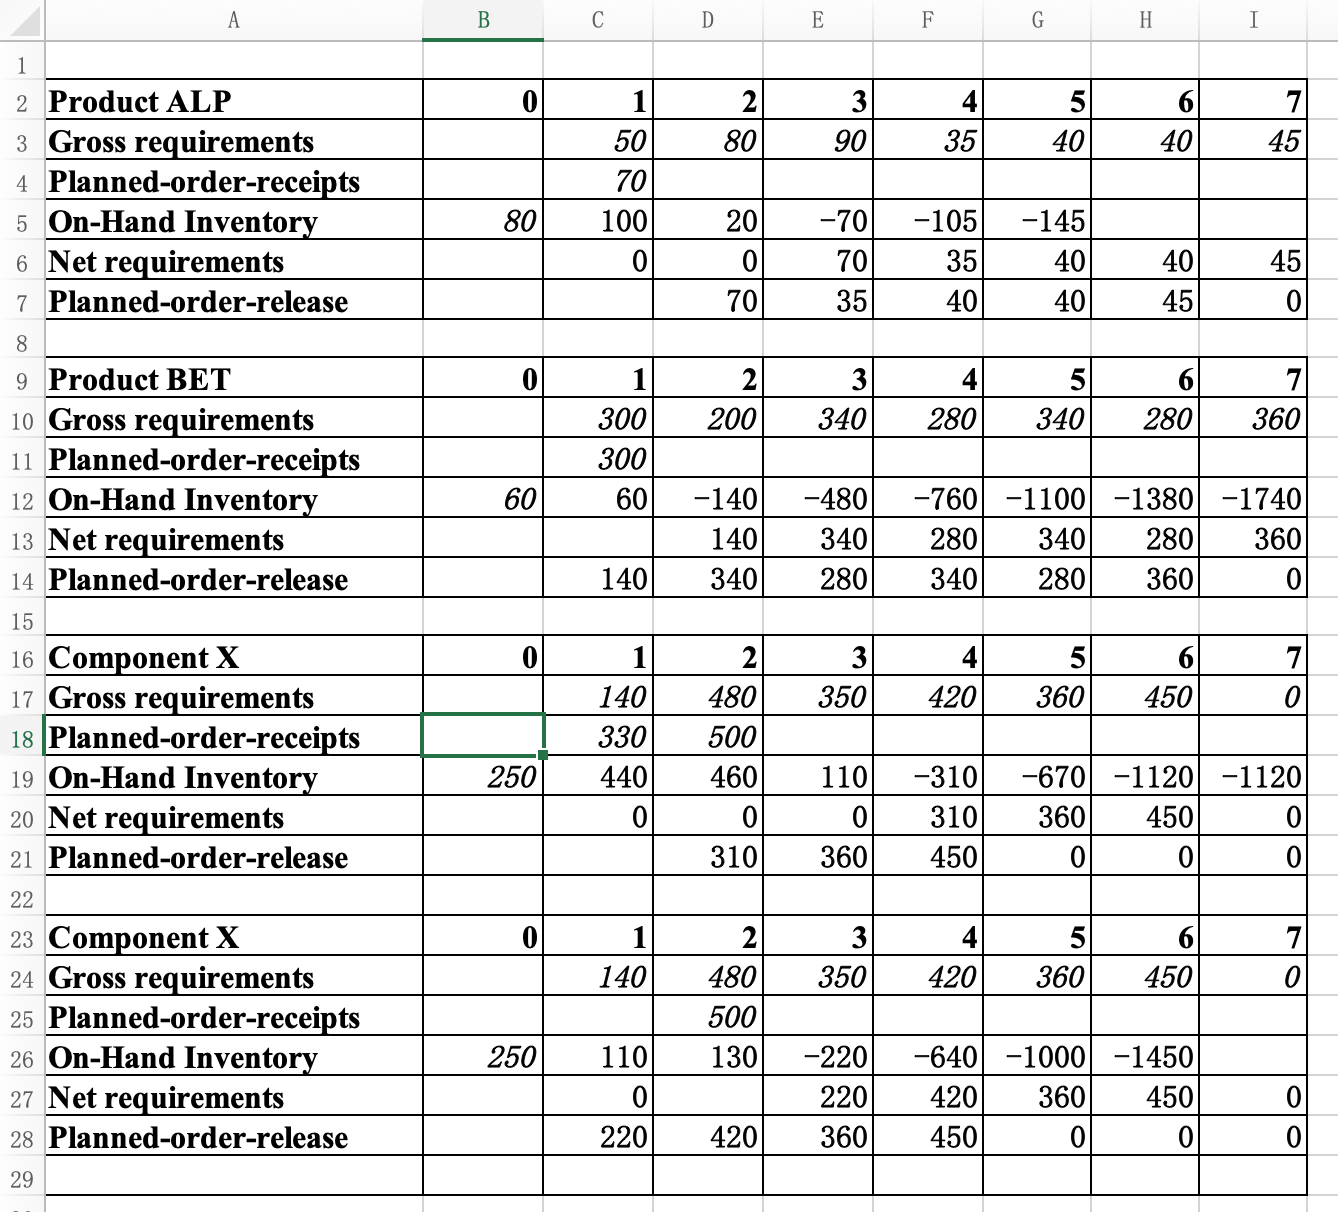 A B C D E F G H I
1
2 Product ALP 0 1 2 3 4 5 6 7
3 Gross requirements 50 80 90 35 40 40 45
4 Planned-order-receipts 70
5 On-Hand Inventory 80 100 20 -70 -105 -145
6 Net requirements 0 0 70 35 40 40 45
7 Planned-order-release 70 35 40 40 45 0
8
9 Product BET 0 1 2 3 4 5 6 7
10 Gross requirements 300 200 340 280 340 280 360
11 Planned-order-receipts 300
12 On-Hand Inventory 60 60 -140 -480 -760 -1100 -1380 -1740
13 Net requirements 140 340 280 340 280 360
14 Planned-order-release 140 340 280 340 280 360 0
15
16 Component X 0 1 2 3 4 5 6 7
17 Gross requirements 140 480 350 420 360 450 0
18 Planned-order-receipts 330 500
19 On-Hand Inventory 250 440 460 110 -310 -670 -1120 -1120
20 Net requirements 0 0 0 310 360 450 0
21 Planned-order-release 310 360 450 0 0 0
22
23 Component X 0 1 2 3 4 5 6 7
24 Gross requirements 140 480 350 420 360 450 0
25 Planned-order-receipts 500
26 On-Hand Inventory 250 110 130 -220 -640 -1000 -1450
27 Net requirements 0 220 420 360 450 0
28 Planned-order-release 220 420 360 450 0 0 0
29